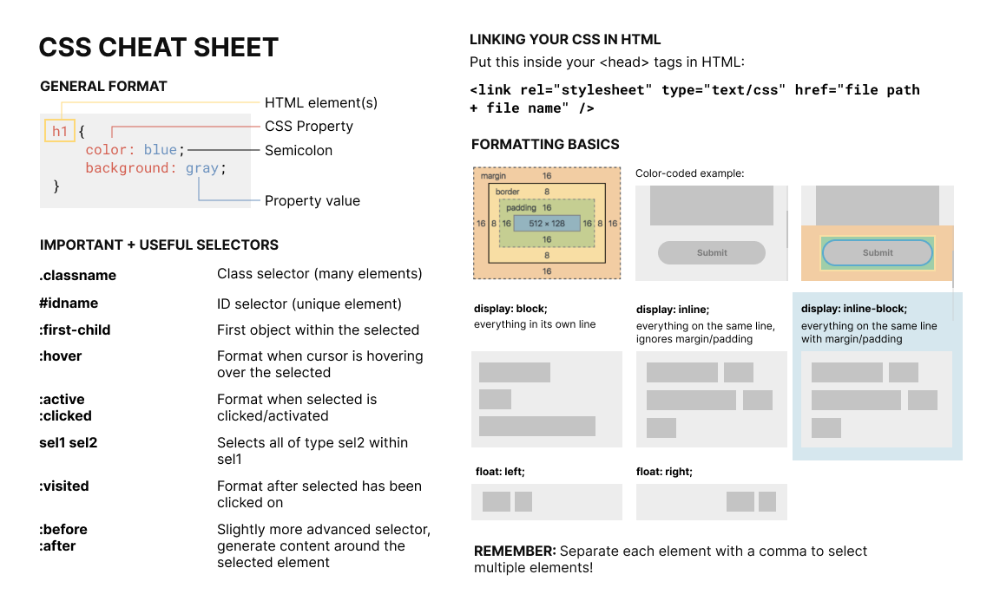 CSS CHEAT SHEET
GENERAL FORMAT
HTML element(s)
h1 {
CSS Property
color: blue;
Semicolon
background: gray;
}
Property value
IMPORTANT + USEFUL SELECTORS
.classname
Class selector (many elements)
#idname
ID selector (unique element)
:first-child
First object within the selected
:hover
Format when cursor is hovering
over the selected
:active
:clicked
Format when selected is
clicked/activated
sel1 sel2
Selects all of type sel2 within
sel1
:visited
Format after selected has been
clicked on
:before
:after
Slightly more advanced selector,
generate content around the
selected element
LINKING YOUR CSS IN HTML
Put this inside your <head> tags in HTML:
<link rel="stylesheet" type="text/css" href="file path
+ file name" />
FORMATTING BASICS
margin 16
border 8
padding 16
16 8 16 512 × 128 16 8 16
16
8
16
Color-coded example:
Submit
Submit
display: block;
everything in its own line
display: inline;
everything on the same line,
ignores margin/padding
display: inline-block;
everything on the same line
with margin/padding
float: left;
float: right;
REMEMBER: Separate each element with a comma to select
multiple elements!